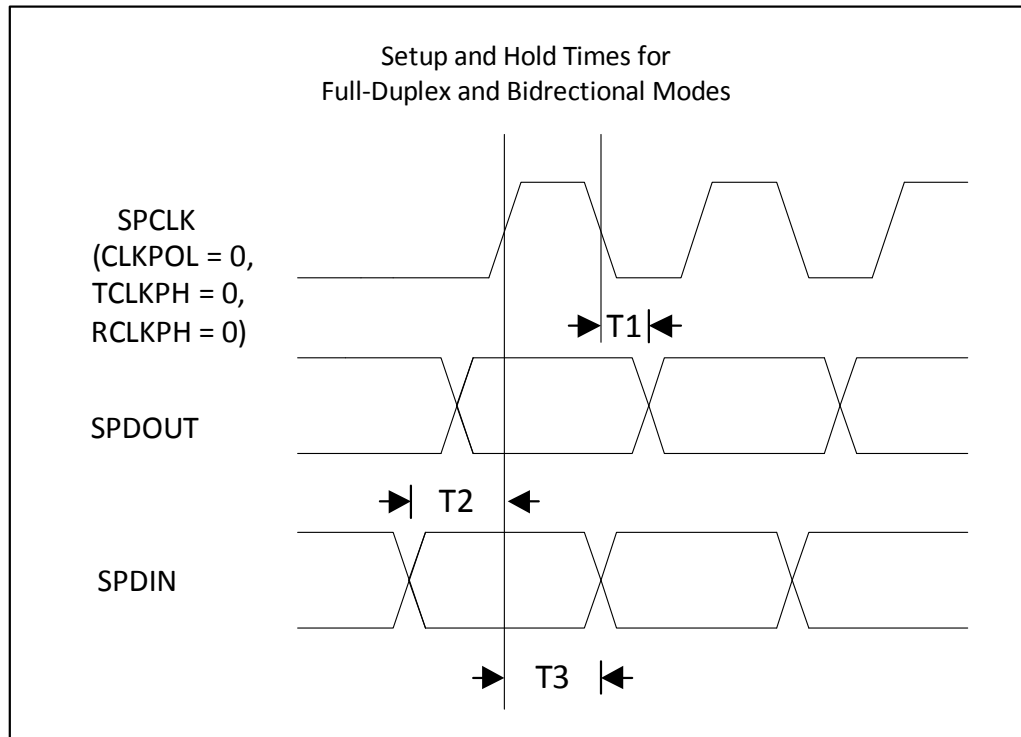 Setup and Hold Times for
Full-Duplex and Bidrectional Modes
SPCLK
(CLKPOL = 0,
TCLKPH = 0,
RCLKPH = 0)
T1
SPDOUT
T2
SPDIN
T3